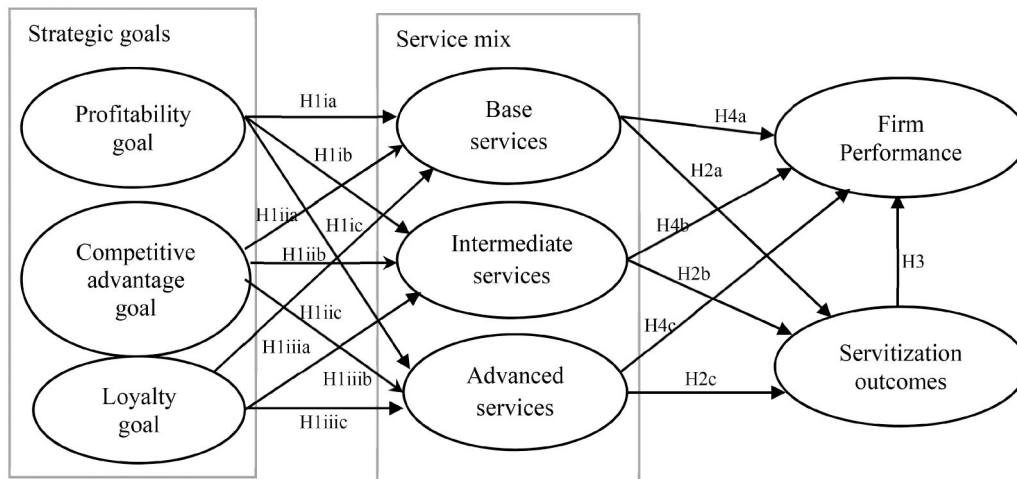 Strategic goals
Profitability
goal
Competitive
advantage
goal
Loyalty
goal
H1ia
H1ib
H1iia
H1ic
H1iib
H1iic
H1iiia
H1iiib
H1iiic
Service mix
Base
services
Intermediate
services
Advanced
services
H4a
H2a
H4b
H2b
H4c
H2c
Firm
Performance
H3
Servitization
outcomes